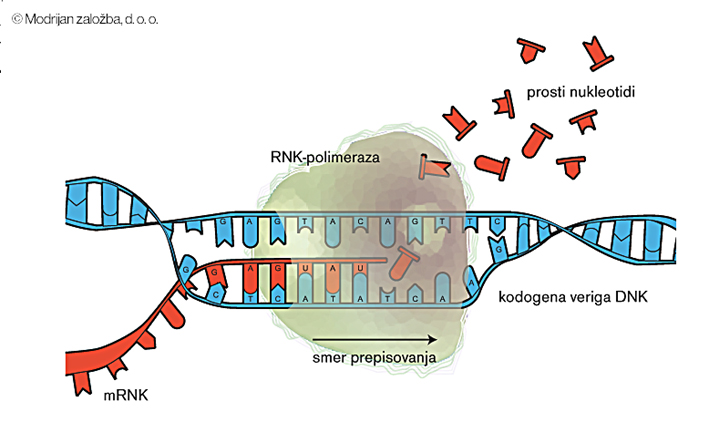 © Modrijan založba, d. o. o.
prosti nukleotidi
RNK-polimeraza
G A G T A C A G T T C
G G A G U A U G
C T C A T A T C A A
kodogena veriga DNK
smer prepisovanja
mRNK